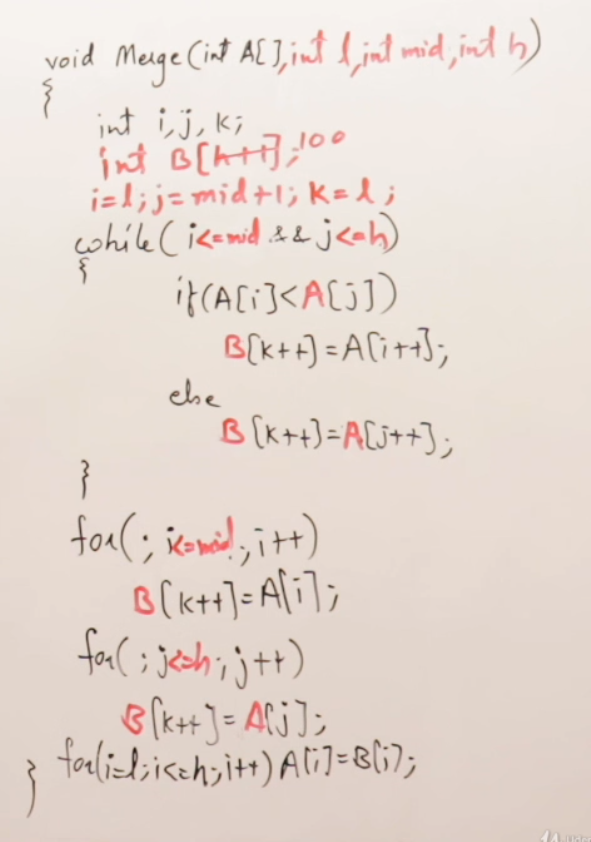 void Merge(int A[],int l,int mid,int h)
{
int i,j,k;
int B[h+1];100
i=l;j=mid+1;k=l;
while(i<=mid && j<=h)
{
if(A[i]<A[j])
B[k++]=A[i++];
else
B[k++]=A[j++];
}
for(;i<=mid;i++)
B[k++]=A[i];
for(;j<=h;j++)
B[k++]=A[j];
for(i=l;i<=h;i++)A[i]=B[i];
}